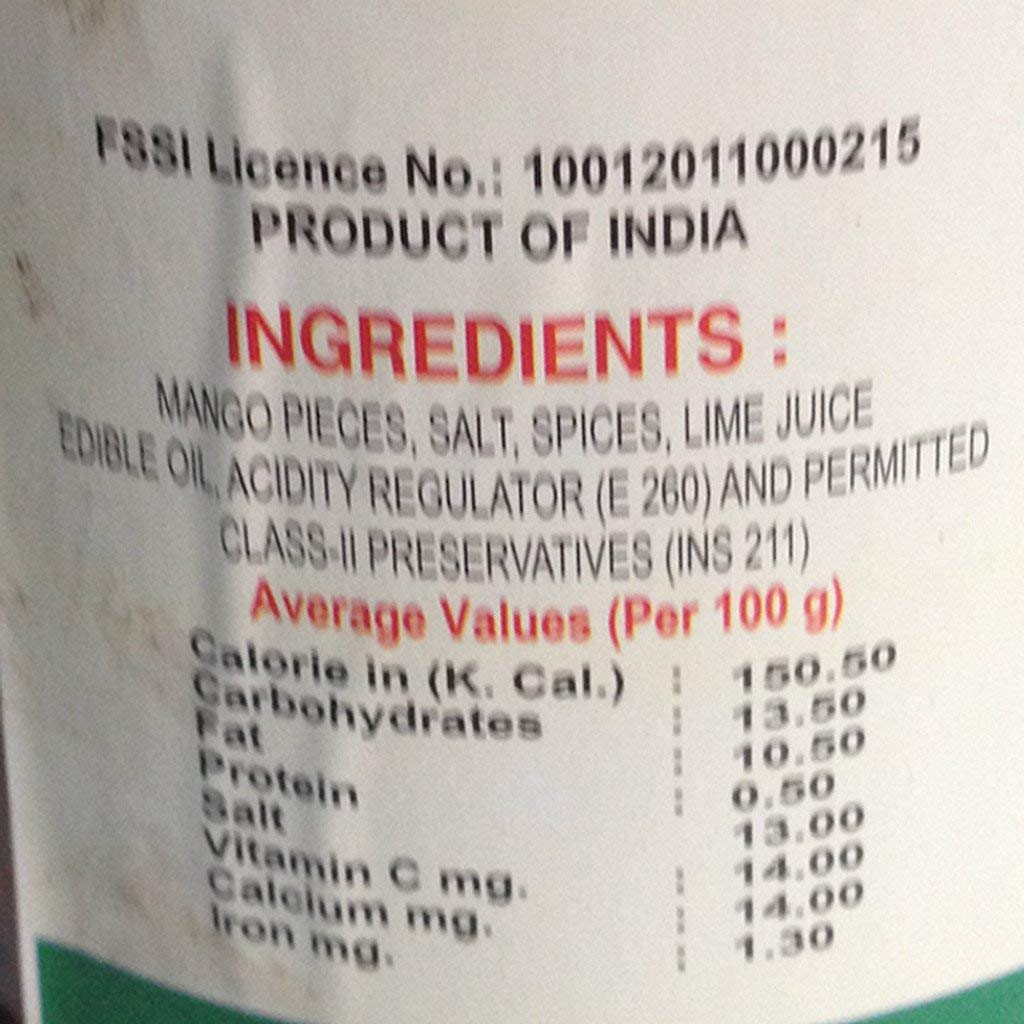 FSSI Licence No.: 10012011000215
PRODUCT OF INDIA
INGREDIENTS :
MANGO PIECES, SALT, SPICES, LIME JUICE
EDIBLE OIL, ACIDITY REGULATOR (E 260) AND PERMITTED
CLASS-II PRESERVATIVES (INS 211)
Average Values (Per 100 g)
Calorie in (K. Cal.) : 150.50
Carbohydrates : 13.50
Fat : 10.50
Protein : 0.50
Salt 13.00
Vitamin C mg. : 14.00
Calcium mg. : 14.00
Iron mg. : 1.30